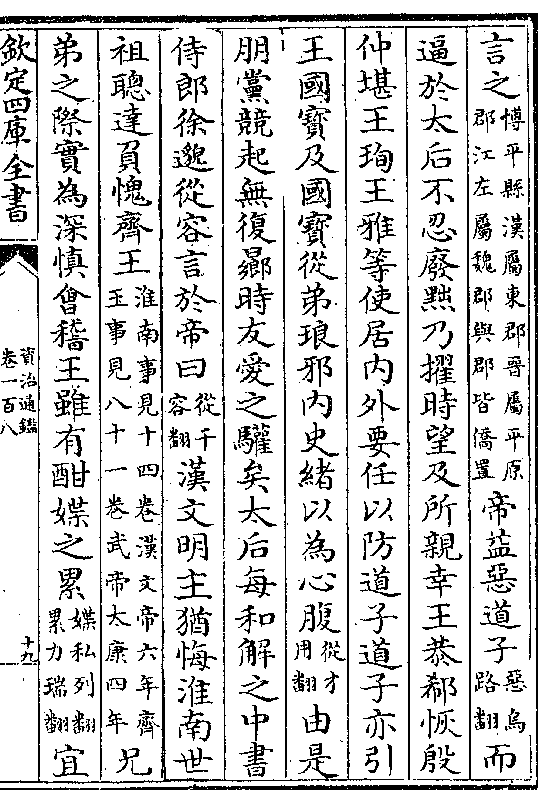 言之博平縣漢屬東郡晉屬平原郡江左屬魏郡與郡皆僑置帝益惡道子惡烏路翻而
逼於太后不忍廢黜乃擢時望及所親幸王恭郗恢殷
仲堪王珣王雅等使居內外要任以防道子道子亦引
王國寳及國寳從弟琅邪內史緒以為心腹從才用翻由是
朋黨競起無復曏時友愛之驩矣太后每和解之中書
侍郎徐邈從容言於帝曰從千容翻漢文明主猶悔淮南世
祖聰達負愧齊王淮南事見十四卷漢文帝六年齊王事見八十一卷武帝太康四年兄
弟之際實為深慎會稽王雖有酣媟之累媟私列翻累力瑞翻宜
欽定四庫全書
資治通鑑
卷一百八
十九